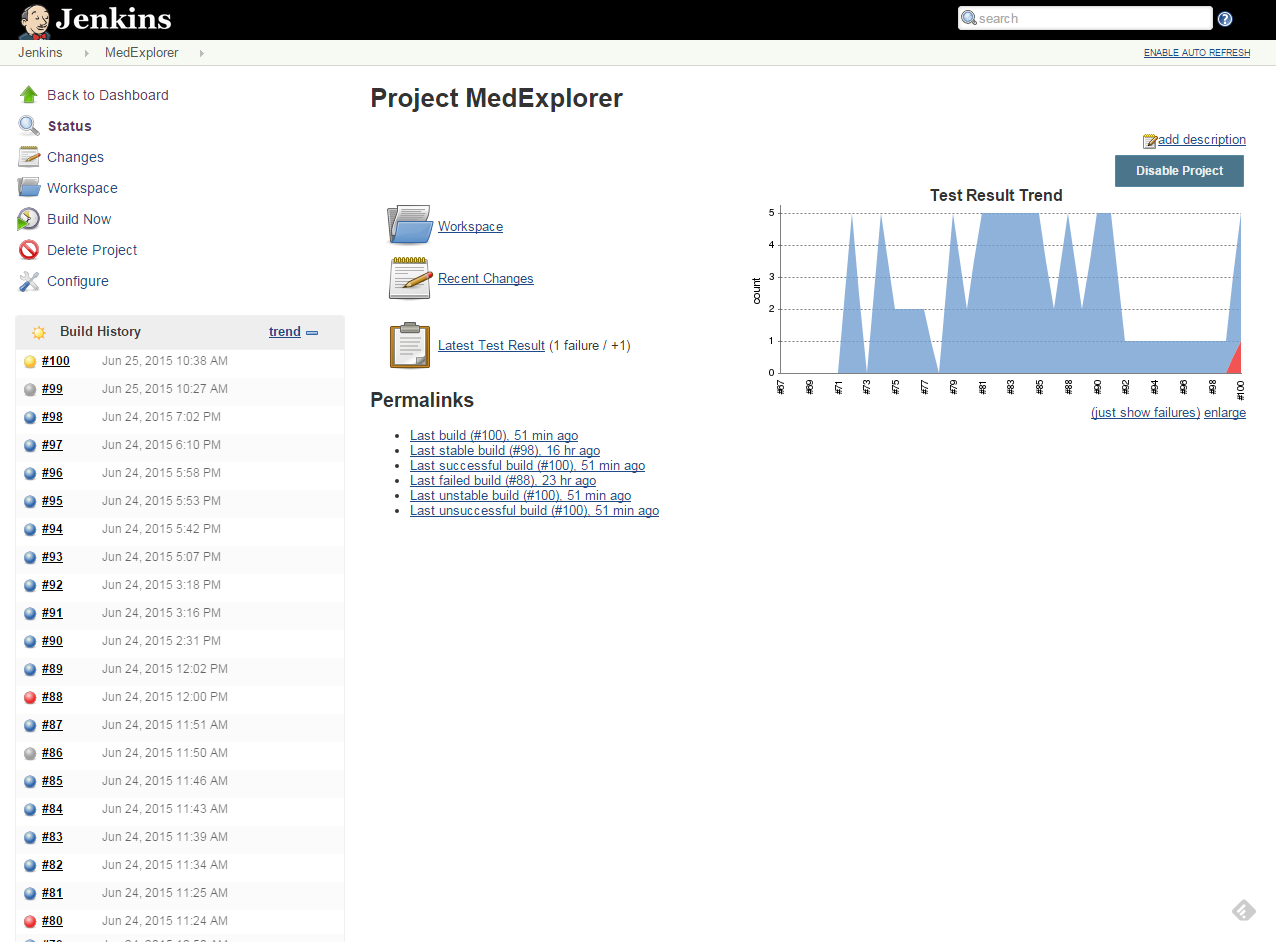 Jenkins
search
Jenkins MedExplorer
ENABLE AUTO REFRESH
Back to Dashboard
Status
Changes
Workspace
Build Now
Delete Project
Configure
Build History trend
#100 Jun 25, 2015 10:38 AM
#99 Jun 25, 2015 10:27 AM
#98 Jun 24, 2015 7:02 PM
#97 Jun 24, 2015 6:10 PM
#96 Jun 24, 2015 5:58 PM
#95 Jun 24, 2015 5:53 PM
#94 Jun 24, 2015 5:42 PM
#93 Jun 24, 2015 5:07 PM
#92 Jun 24, 2015 3:18 PM
#91 Jun 24, 2015 3:16 PM
#90 Jun 24, 2015 2:31 PM
#89 Jun 24, 2015 12:02 PM
#88 Jun 24, 2015 12:00 PM
#87 Jun 24, 2015 11:51 AM
#86 Jun 24, 2015 11:50 AM
#85 Jun 24, 2015 11:46 AM
#84 Jun 24, 2015 11:43 AM
#83 Jun 24, 2015 11:39 AM
#82 Jun 24, 2015 11:34 AM
#81 Jun 24, 2015 11:25 AM
#80 Jun 24, 2015 11:24 AM
Project MedExplorer
add description
Disable Project
Workspace
Recent Changes
Latest Test Result (1 failure / +1)
Test Result Trend
count
5
4
3
2
1
0
#67 #69 #71 #73 #75 #77 #79 #81 #83 #85 #88 #90 #92 #94 #96 #98 #100
(just show failures) enlarge
Permalinks
Last build (#100), 51 min ago
Last stable build (#98), 16 hr ago
Last successful build (#100), 51 min ago
Last failed build (#88), 23 hr ago
Last unstable build (#100), 51 min ago
Last unsuccessful build (#100), 51 min ago